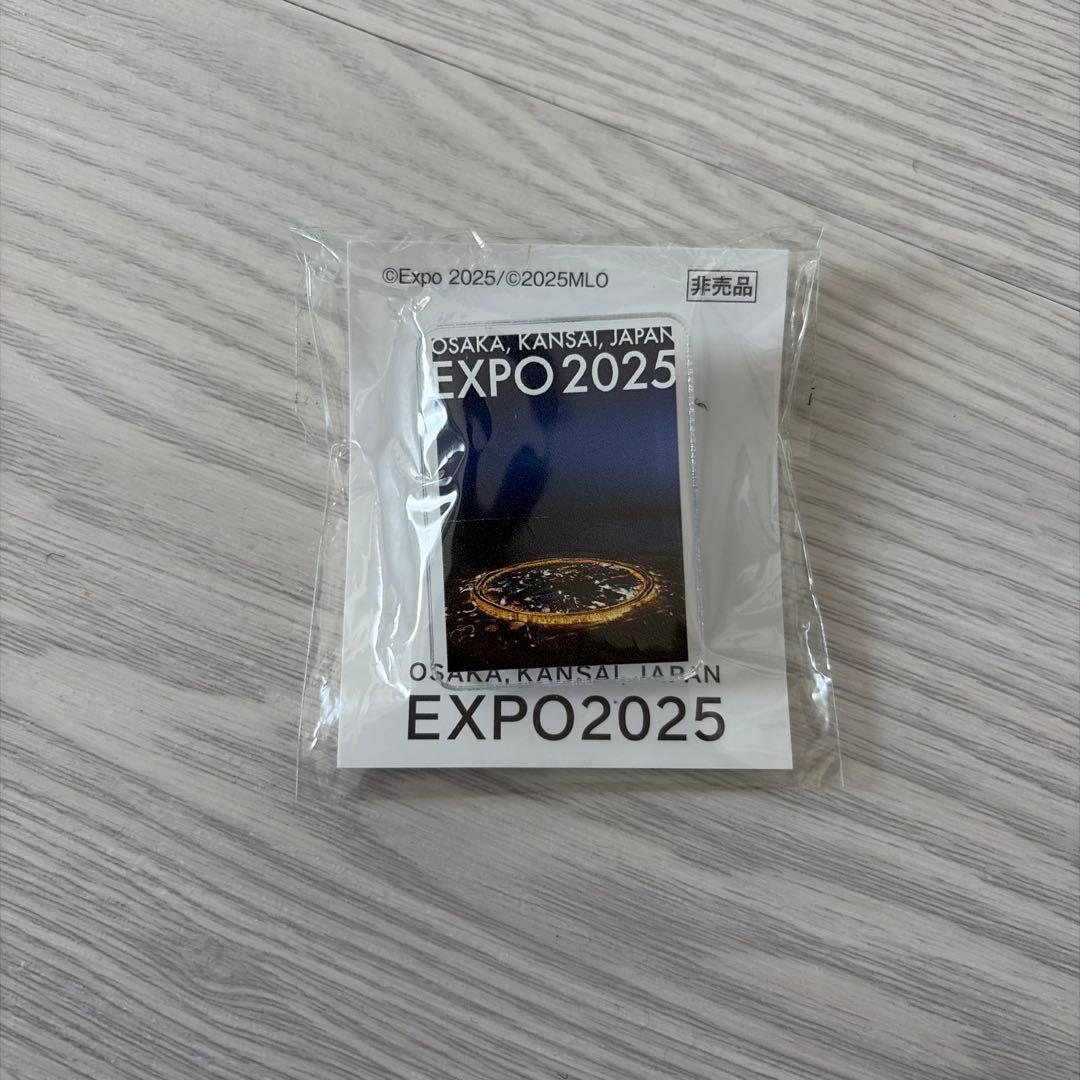 ©Expo 2025/©2025MLO
非売品
OSAKA, KANSAI, JAPAN
EXPO 2025
OSAKA, KANSAI, JAPAN
EXPO2025